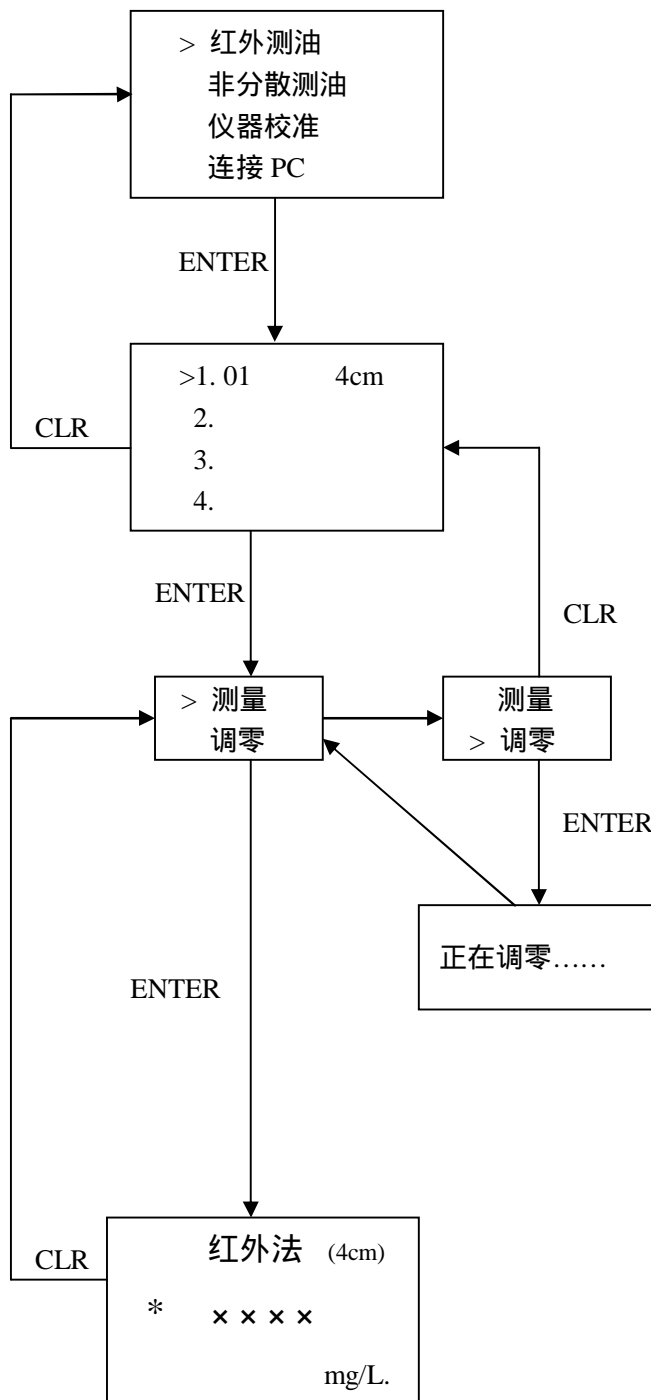 > 红外测油
非分散测油
仪器校准
连接 PC
ENTER
>1. 01 4cm
2.
3.
4.
CLR
ENTER
CLR
> 测量
调零
测量
> 调零
ENTER
正在调零……
ENTER
红外法 (4cm)
CLR
* ××××
mg/L.